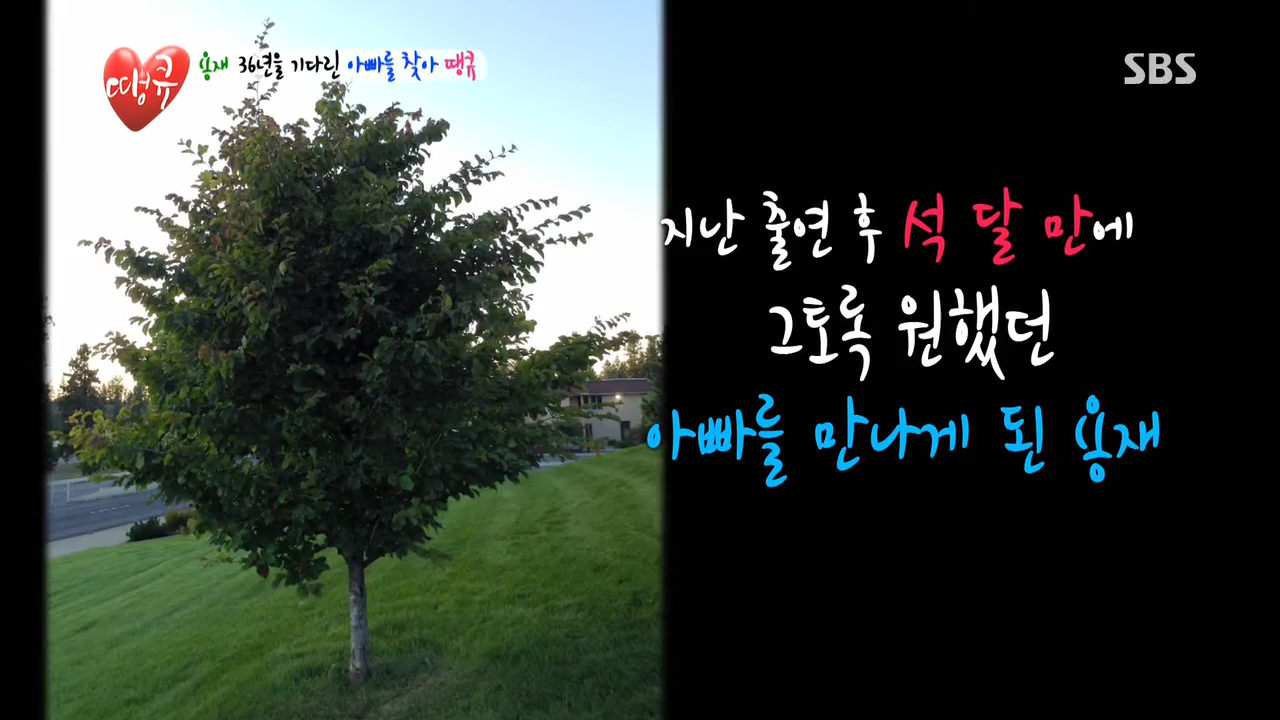 땡큐
용재 36년을 기다린 아빠를 찾아 땡큐
SBS
지난 출연 후 석 달 만에
그토록 원했던
아빠를 만나게 된 용재